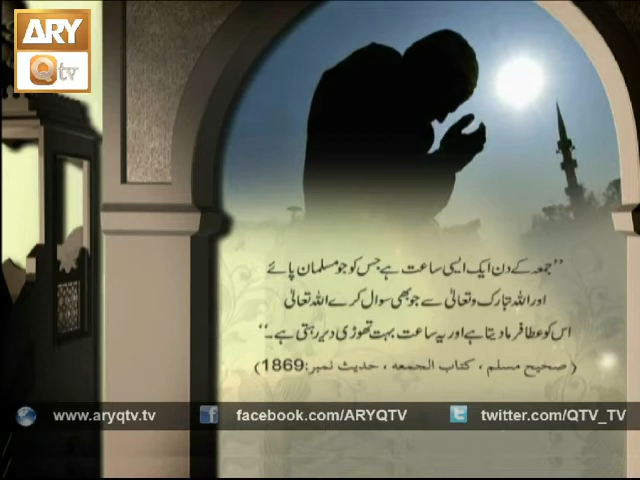 ARY
Qtv
’’جمعہ کے دن ایک ایسی ساعت ہے جس کو جو مسلمان پائے
اور اللہ تبارک وتعالیٰ سے جو بھی سوال کرے اللہ تعالیٰ
اس کو عطا فرمادیتا ہے اور یہ ساعت بہت تھوڑی دیر رہتی ہے۔‘‘
(صحیح مسلم ، کتاب الجمعہ ، حدیث نمبر:1869)
www.aryqtv.tv
facebook.com/ARYQTV
twitter.com/QTV_TV